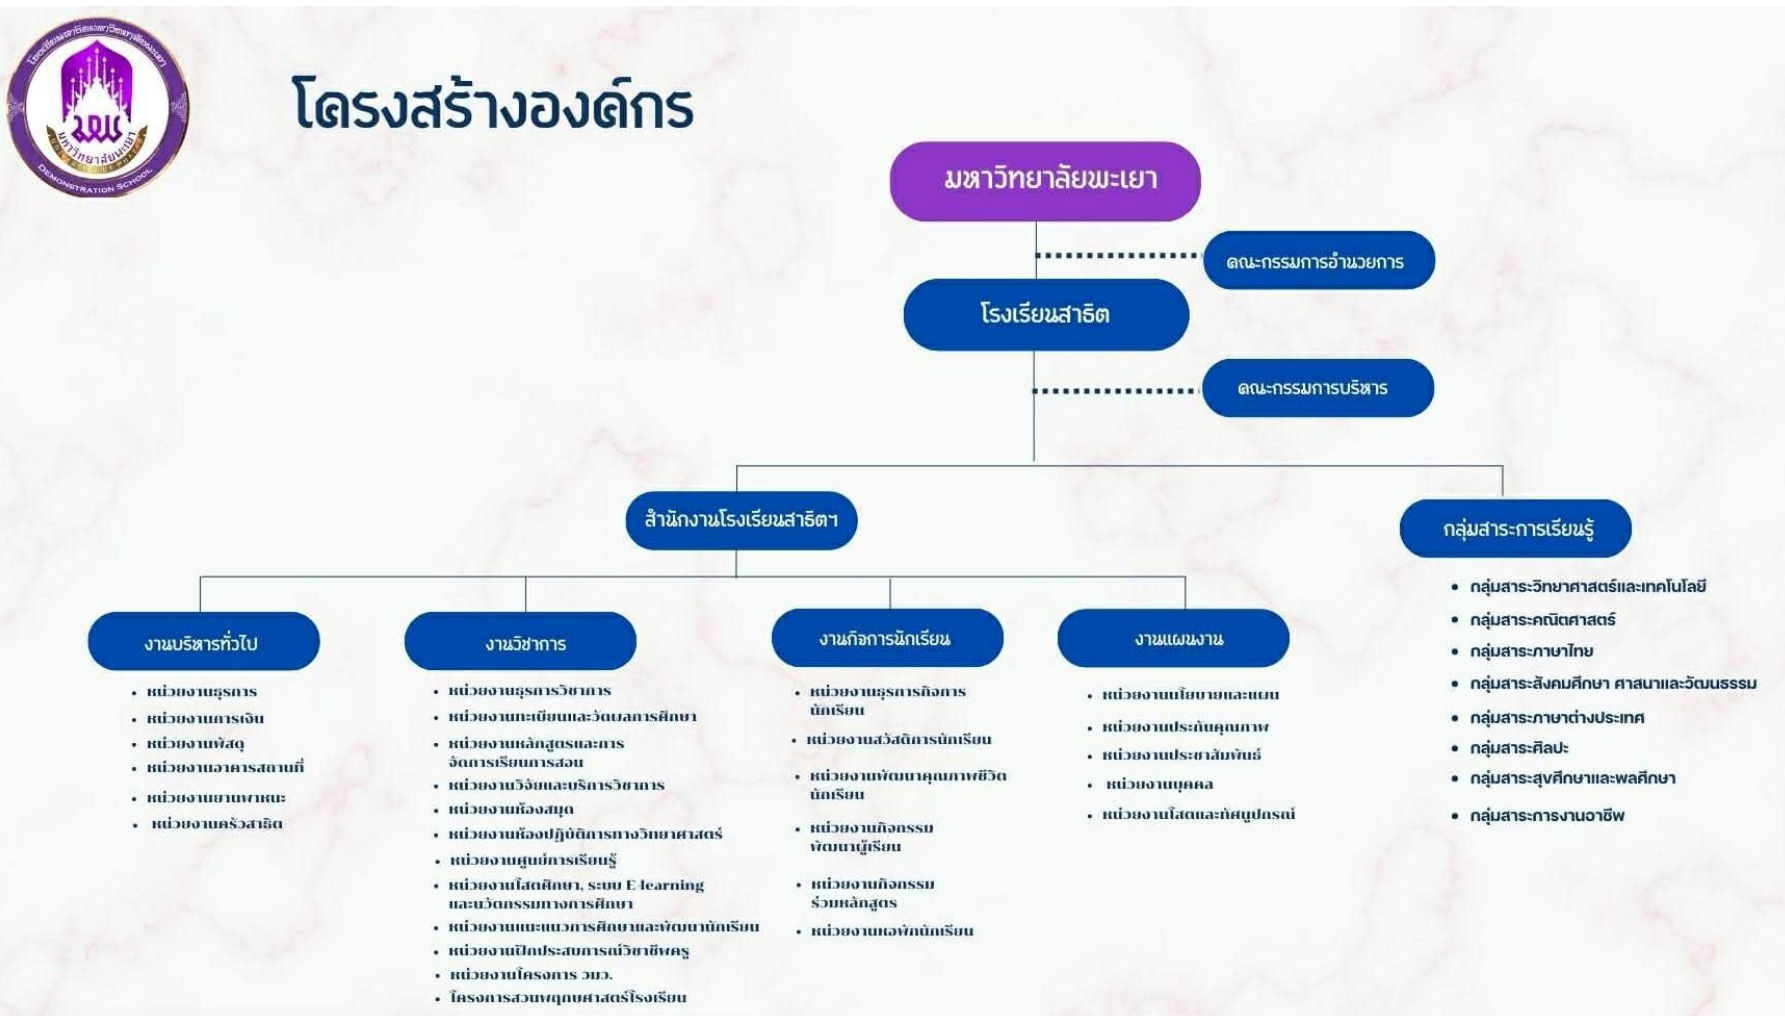 โรงเรียนสาธิตมหาวิทยาลัยพะเยา
มหาวิทยาลัยพะเยา
DEMONSTRATION SCHOOL
โครงสร้างองค์กร
มหาวิทยาลัยพะเยา
คณะกรรมการอำนวยการ
โรงเรียนสาธิต
คณะกรรมการบริหาร
สำนักงานโรงเรียนสาธิตฯ
กลุ่มสาระการเรียนรู้
• กลุ่มสาระวิทยาศาสตร์และเทคโนโลยี
• กลุ่มสาระคณิตศาสตร์
• กลุ่มสาระภาษาไทย
• กลุ่มสาระสังคมศึกษา ศาสนาและวัฒนธรรม
• กลุ่มสาระภาษาต่างประเทศ
• กลุ่มสาระศิลปะ
• กลุ่มสาระสุขศึกษาและพลศึกษา
• กลุ่มสาระการงานอาชีพ
งานบริหารทั่วไป
• หน่วยงานธุรการ
• หน่วยงานการเงิน
• หน่วยงานพัสดุ
• หน่วยงานอาคารสถานที่
• หน่วยงานยานพาหนะ
• หน่วยงานครัวสาธิต
งานวิชาการ
• หน่วยงานธุรการวิชาการ
• หน่วยงานทะเบียนและวัดผลการศึกษา
• หน่วยงานหลักสูตรและการ
จัดการเรียนการสอน
• หน่วยงานวิจัยและบริการวิชาการ
• หน่วยงานห้องสมุด
• หน่วยงานห้องปฏิบัติการทางวิทยาศาสตร์
• หน่วยงานศูนย์การเรียนรู้
• หน่วยงานโสตศึกษา, ระบบ E-learning
และนวัตกรรมทางการศึกษา
• หน่วยงานแนะแนวการศึกษาและพัฒนานักเรียน
• หน่วยงานฝึกประสบการณ์วิชาชีพครู
• หน่วยงานโครงการ วมว.
• โครงการสวนพฤกษศาสตร์โรงเรียน
งานกิจการนักเรียน
• หน่วยงานธุรการกิจการ
นักเรียน
• หน่วยงานสวัสดิการนักเรียน
• หน่วยงานพัฒนาคุณภาพชีวิต
นักเรียน
• หน่วยงานกิจกรรม
พัฒนาผู้เรียน
• หน่วยงานกิจกรรม
ร่วมหลักสูตร
• หน่วยงานหอพักนักเรียน
งานแผนงาน
• หน่วยงานนโยบายและแผน
• หน่วยงานประกันคุณภาพ
• หน่วยงานประชาสัมพันธ์
• หน่วยงานบุคคล
• หน่วยงานโสตและทัศนูปกรณ์